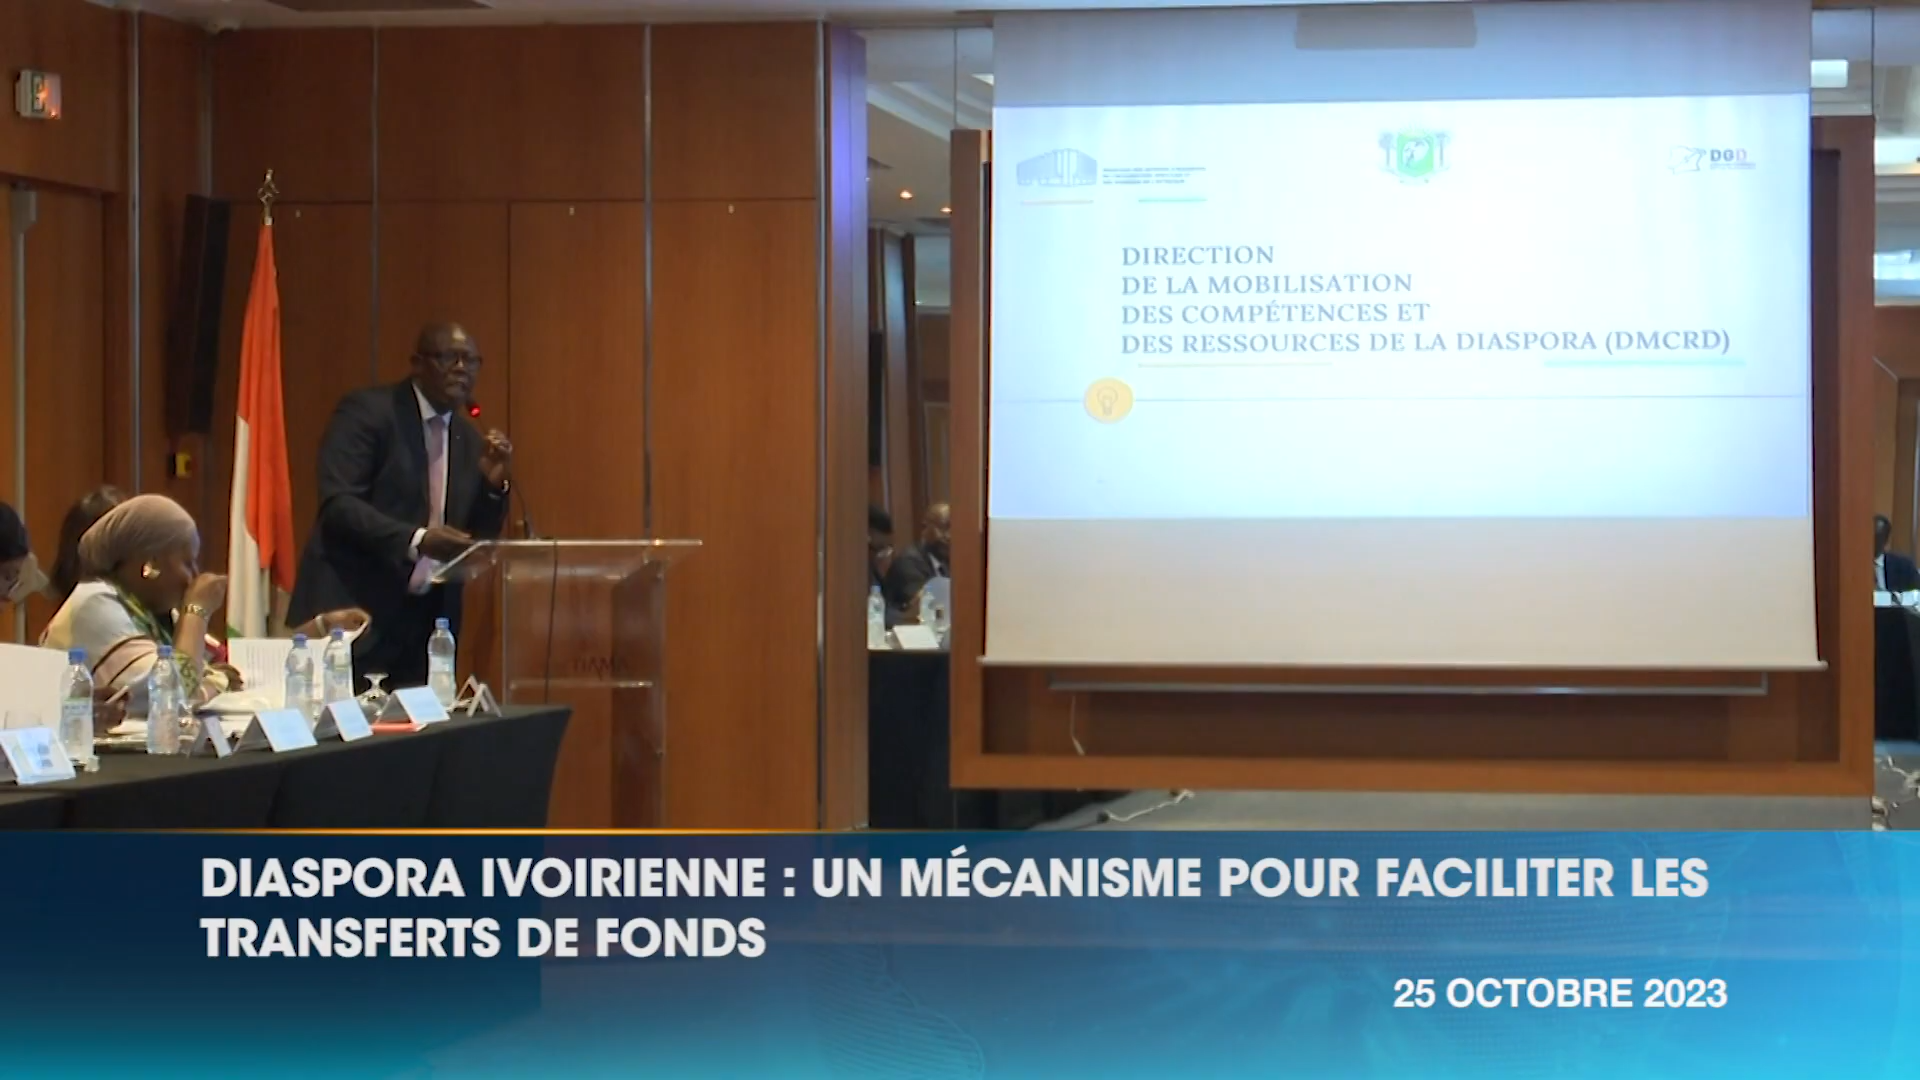 DGD
DIRECTION
DE LA MOBILISATION
DES COMPÉTENCES ET
DES RESSOURCES DE LA DIASPORA (DMCRD)
TIAMA
DIASPORA IVOIRIENNE : UN MÉCANISME POUR FACILITER LES
TRANSFERTS DE FONDS
25 OCTOBRE 2023